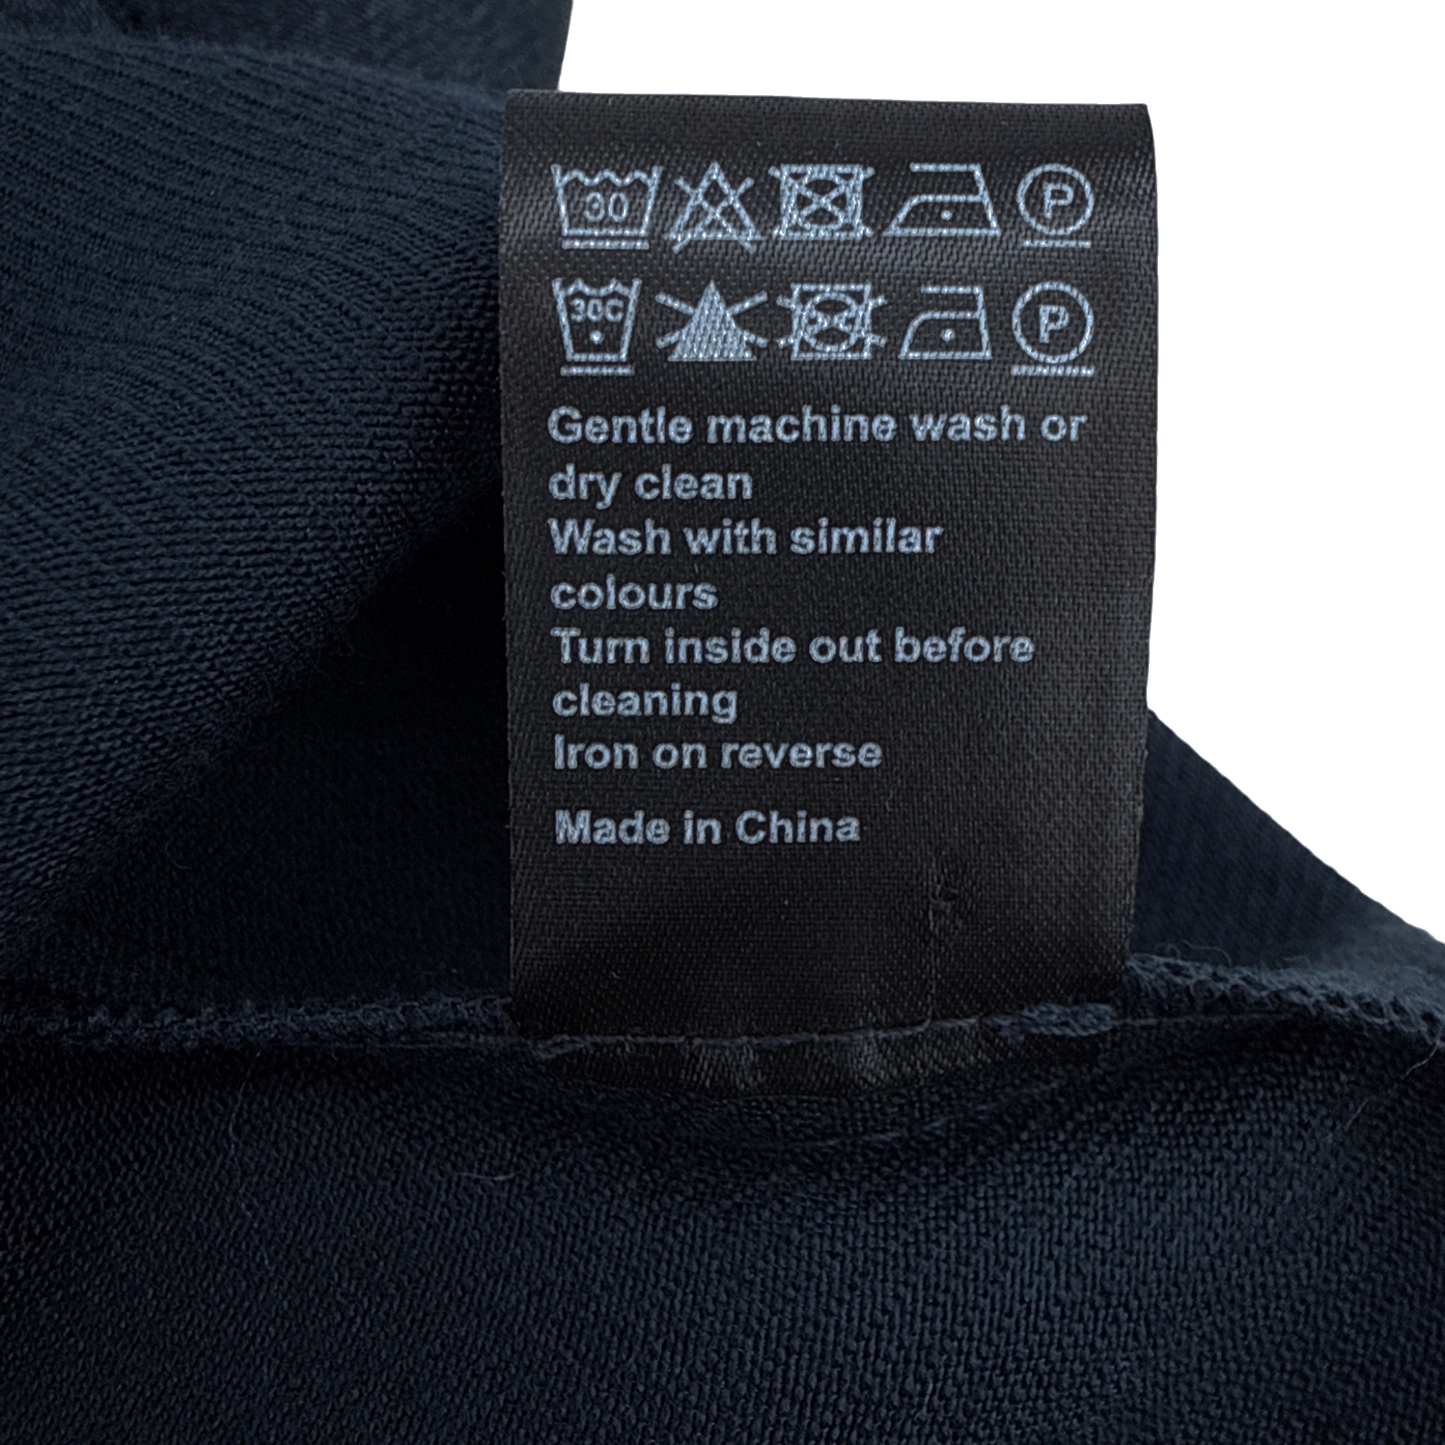 30 P
30C P
Gentle machine wash or
dry clean
Wash with similar
colours
Turn inside out before
cleaning
Iron on reverse
Made in China